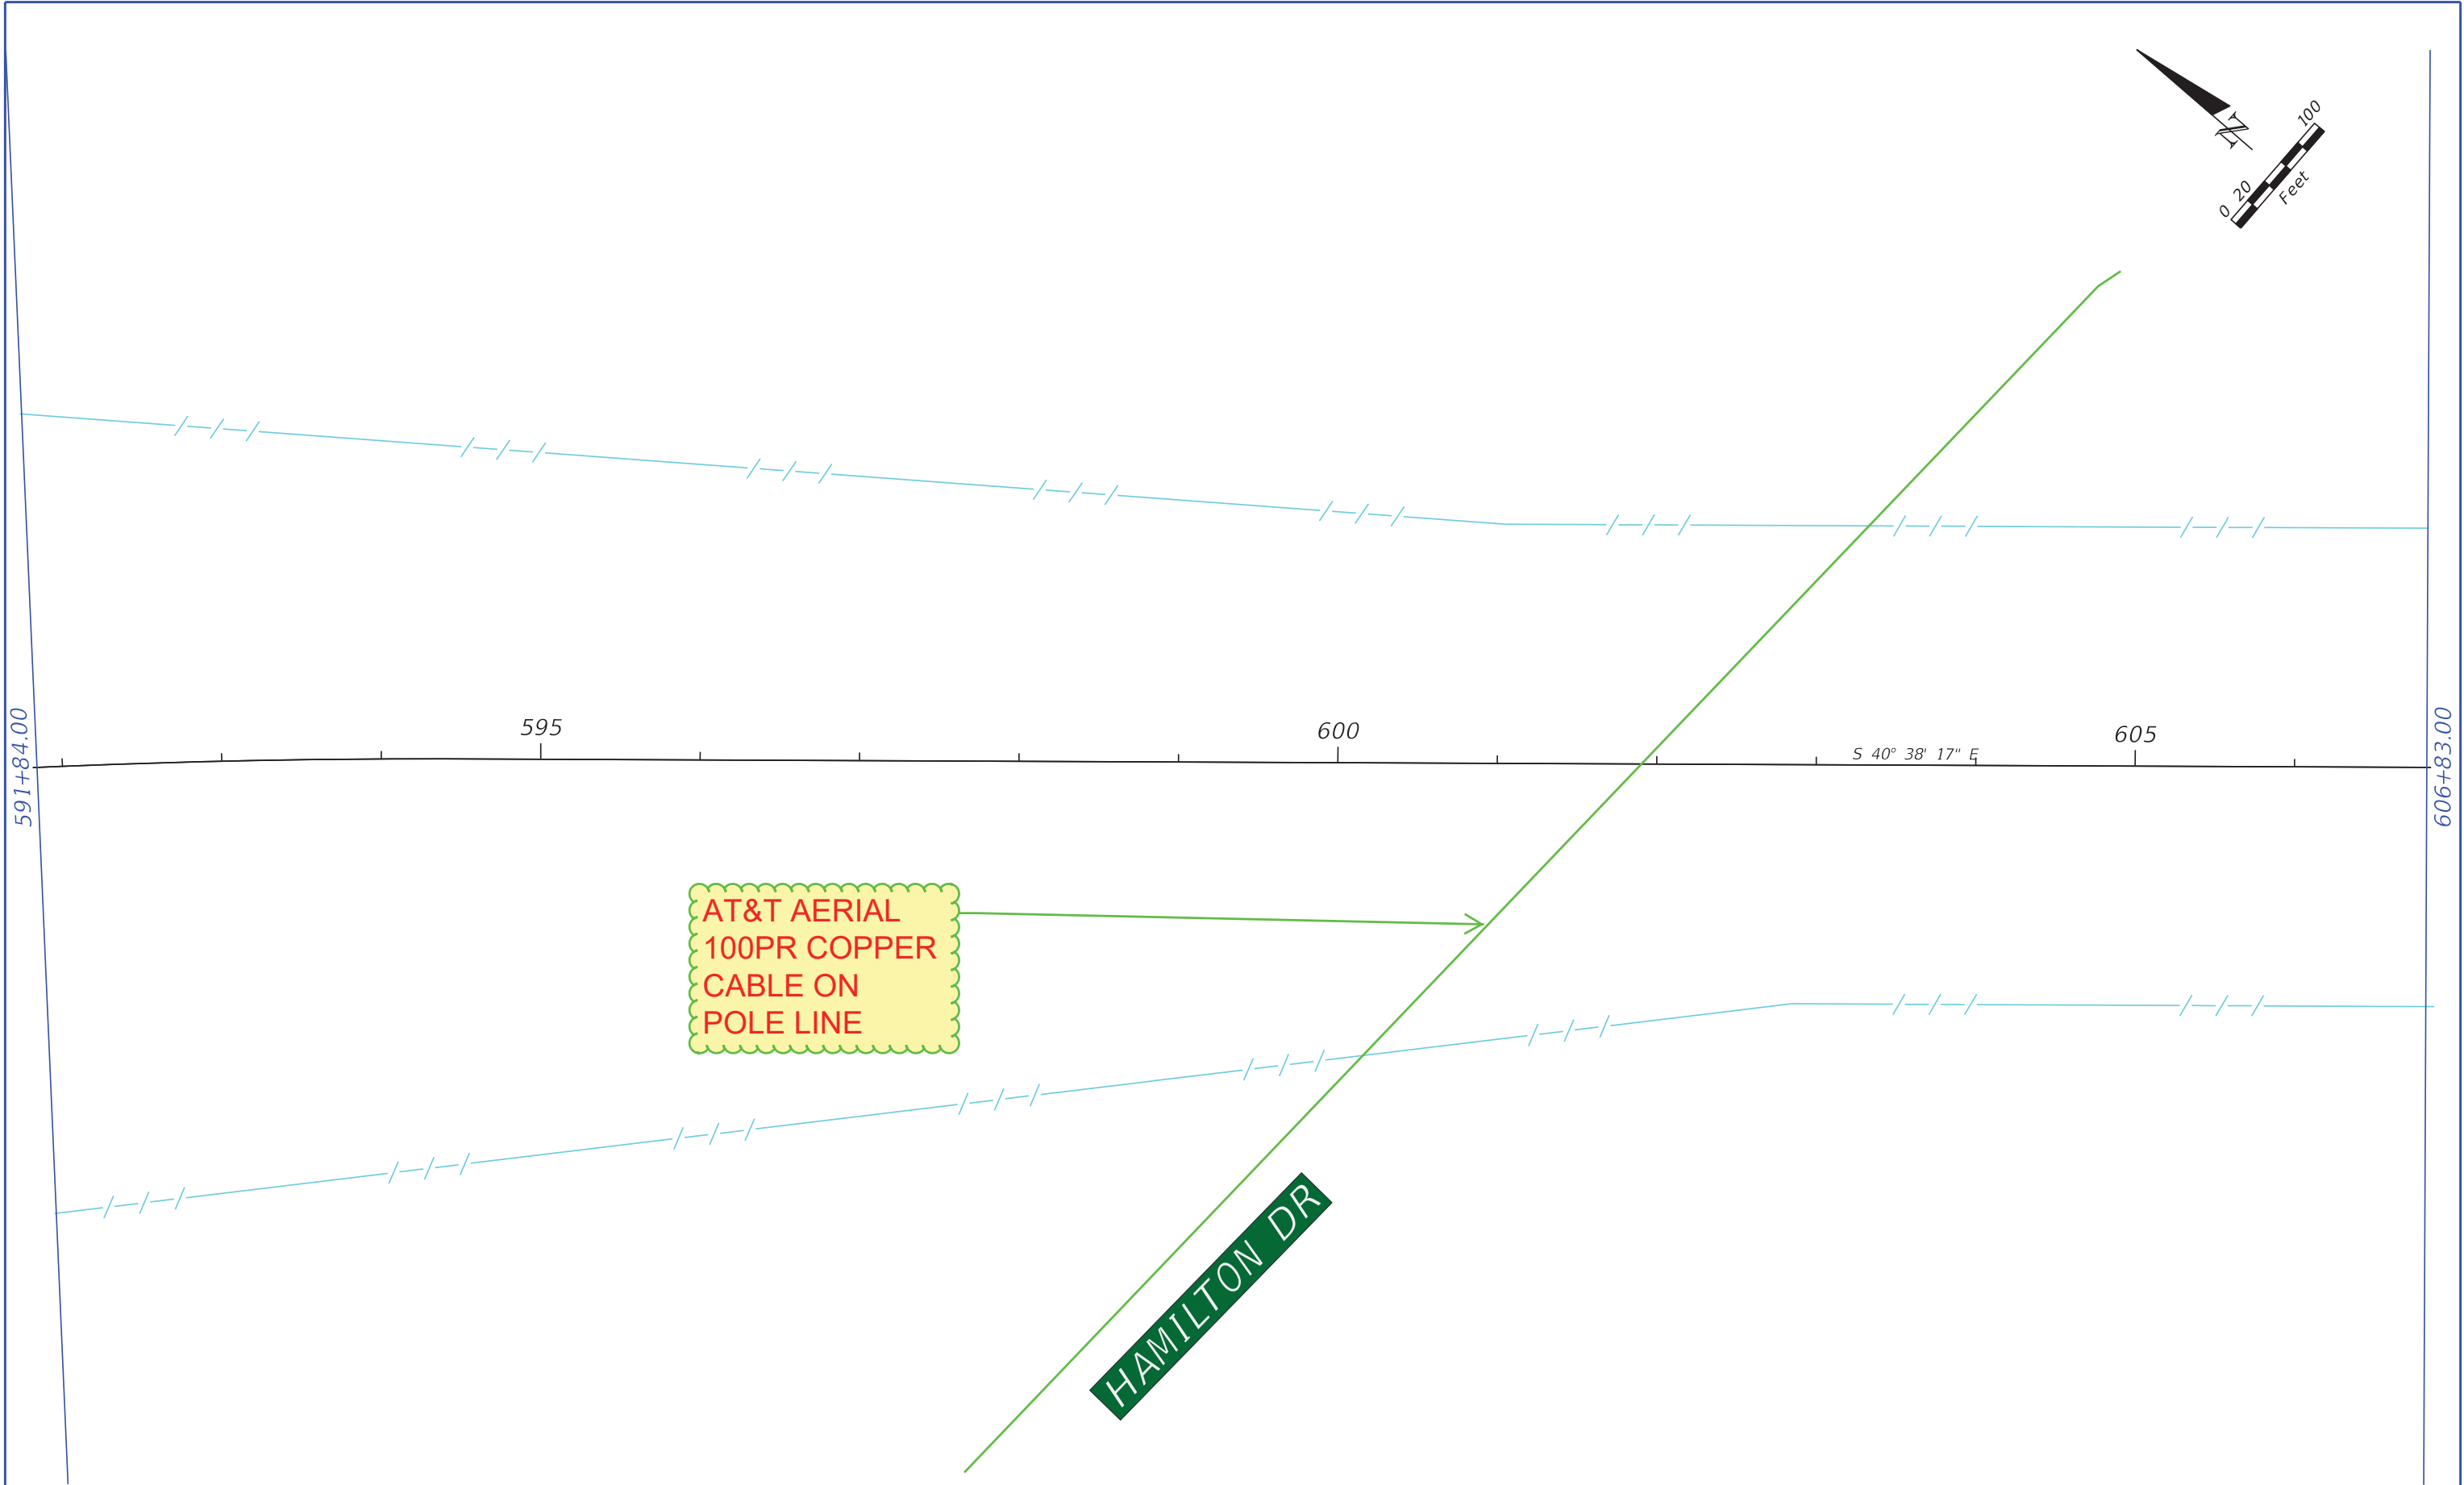 N
100
20
0
Feet
595
600
605
S 40° 38' 17" E
591+84.00
606+83.00
AT&T AERIAL
100PR COPPER
CABLE ON
POLE LINE
HAMILTON DR